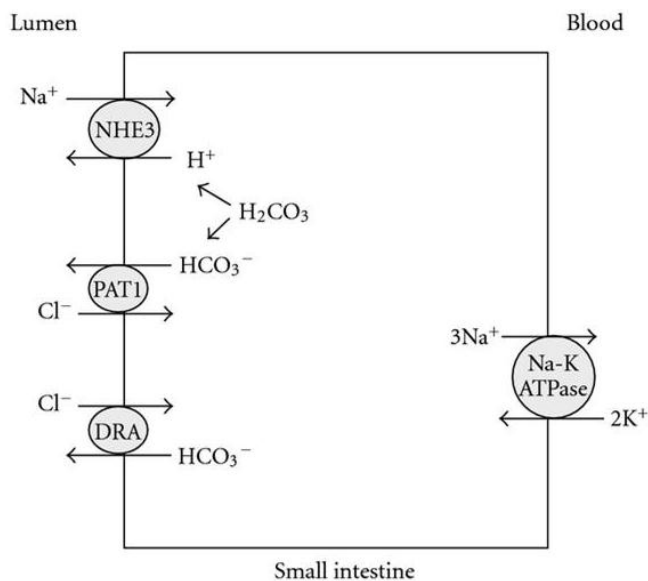 Lumen
Blood
Na⁺
NHE3
H⁺
H₂CO₃
HCO₃⁻
PAT1
Cl⁻
3Na⁺
Na-K
ATPase
2K⁺
Cl⁻
DRA
HCO₃⁻
Small intestine